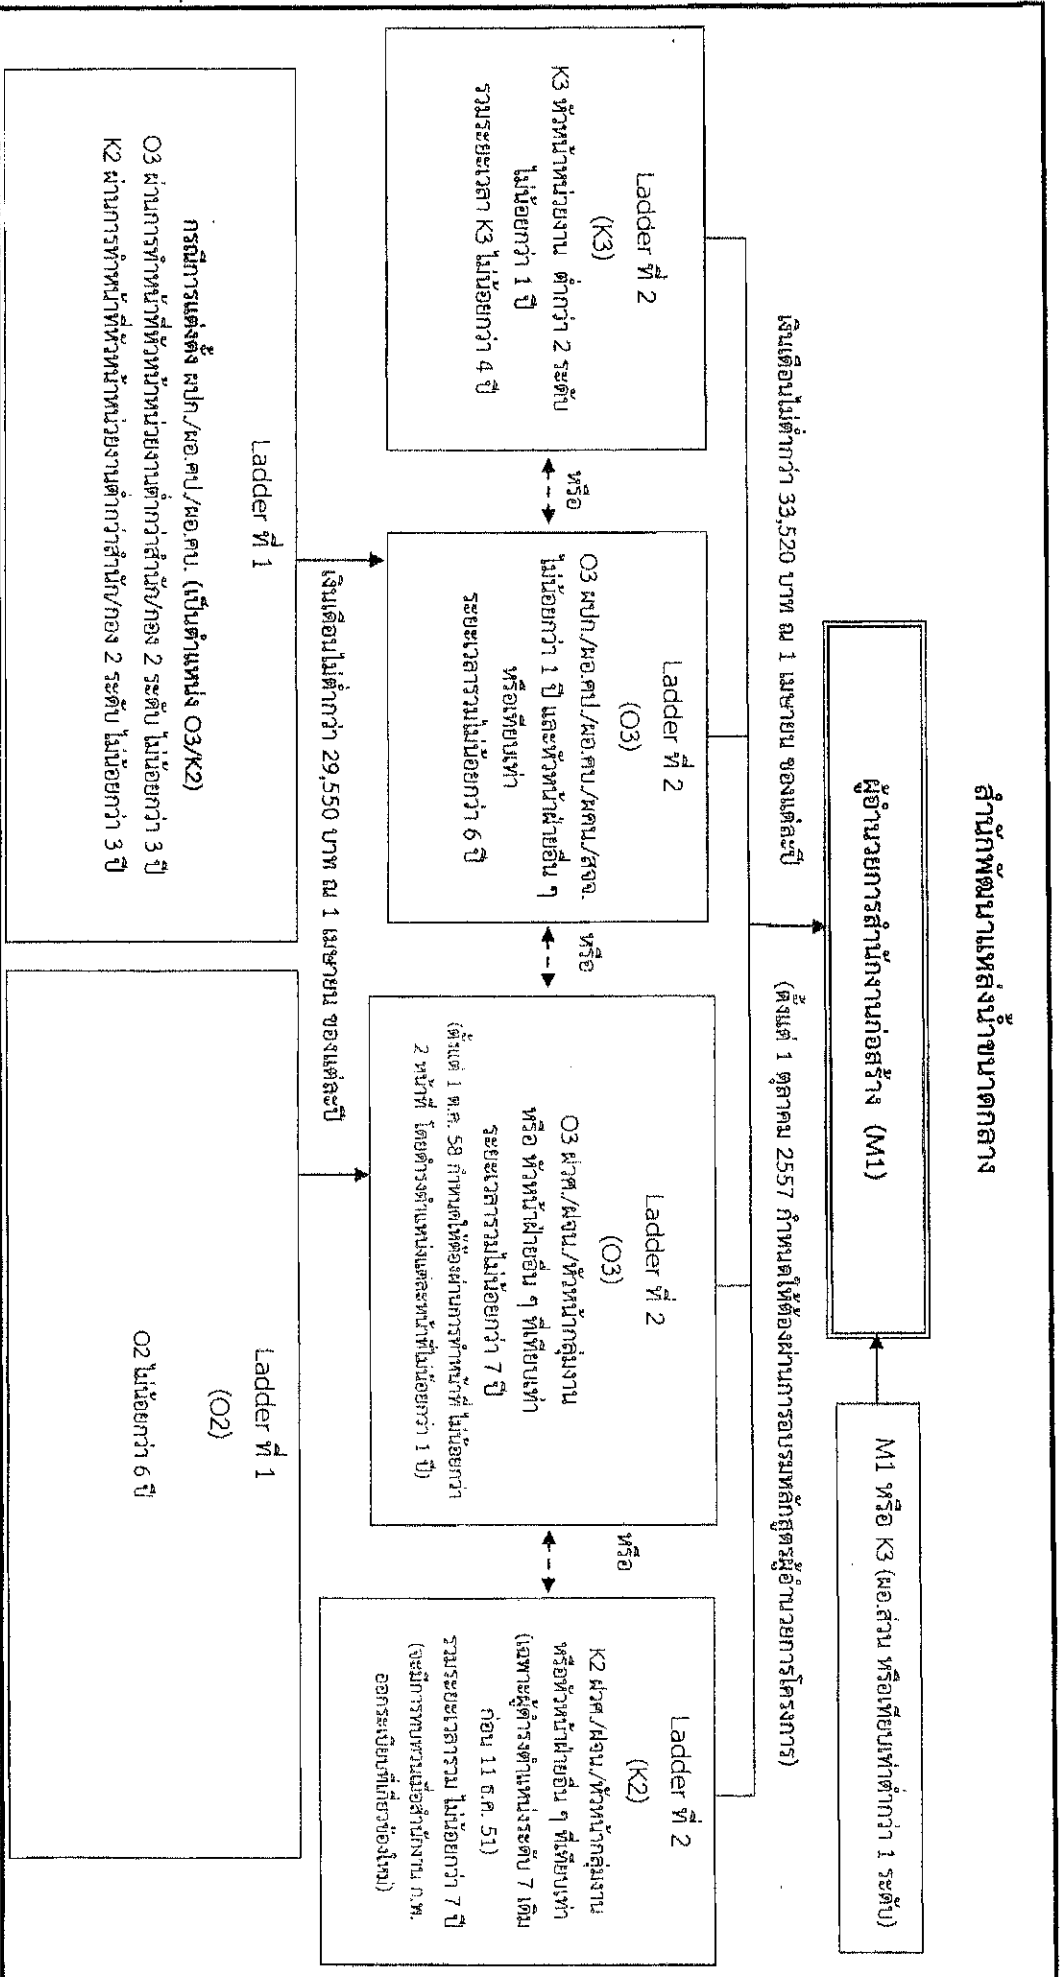 สำนักพัฒนาแหล่งน้ำขนาดกลาง
ผู้อำนวยการสำนักงานก่อสร้าง (M1)
M1 หรือ K3 (ผอ.ส่วน หรือเทียบเท่าต่ำกว่า 1 ระดับ)
เงินเดือนไม่ต่ำกว่า 33,520 บาท ณ 1 เมษายน ของแต่ละปี
(ตั้งแต่ 1 ตุลาคม 2557 กำหนดให้ต้องผ่านการอบรมหลักสูตรผู้อำนวยการโครงการ)
Ladder ที่ 2
(K3)
K3 หัวหน้าหน่วยงาน ต่ำกว่า 2 ระดับ
ไม่น้อยกว่า 1 ปี
รวมระยะเวลา K3 ไม่น้อยกว่า 4 ปี
หรือ
Ladder ที่ 2
(O3)
O3 ผปก./ผอ.คป./ผอ.คบ./ผคน./สจจ.
ไม่น้อยกว่า 1 ปี และหัวหน้าฝ่ายอื่น ๆ
หรือเทียบเท่า
ระยะเวลารวมไม่น้อยกว่า 6 ปี
หรือ
Ladder ที่ 2
(O3)
O3 ฝวศ./ฝจน./หัวหน้ากลุ่มงาน
หรือ หัวหน้าฝ่ายอื่น ๆ ที่เทียบเท่า
ระยะเวลารวมไม่น้อยกว่า 7 ปี
(ตั้งแต่ 1 ต.ค. 58 กำหนดให้ต้องผ่านการทำหน้าที่ ไม่น้อยกว่า
2 หน้าที่ โดยดำรงตำแหน่งแต่ละหน้าที่ไม่น้อยกว่า 1 ปี)
หรือ
Ladder ที่ 2
(K2)
K2 ฝวศ./ฝจน./หัวหน้ากลุ่มงาน
หรือหัวหน้าฝ่ายอื่น ๆ ที่เทียบเท่า
(เฉพาะผู้ดำรงตำแหน่งระดับ 7 เดิม
ก่อน 11 ธ.ค. 51)
รวมระยะเวลารวม ไม่น้อยกว่า 7 ปี
(จะมีการทบทวนเมื่อสำนักงาน ก.พ.
ออกระเบียบที่เกี่ยวข้องใหม่)
เงินเดือนไม่ต่ำกว่า 29,550 บาท ณ 1 เมษายน ของแต่ละปี
Ladder ที่ 1
กรณีการแต่งตั้ง ผปก./ผอ.คป/ผอ.คบ. (เป็นตำแหน่ง O3/K2)
O3 ผ่านการทำหน้าที่หัวหน้าหน่วยงานต่ำกว่าสำนัก/กอง 2 ระดับ ไม่น้อยกว่า 3 ปี
K2 ผ่านการทำหน้าที่หัวหน้าหน่วยงานต่ำกว่าสำนัก/กอง 2 ระดับ ไม่น้อยกว่า 3 ปี
Ladder ที่ 1
(O2)
O2 ไม่น้อยกว่า 6 ปี